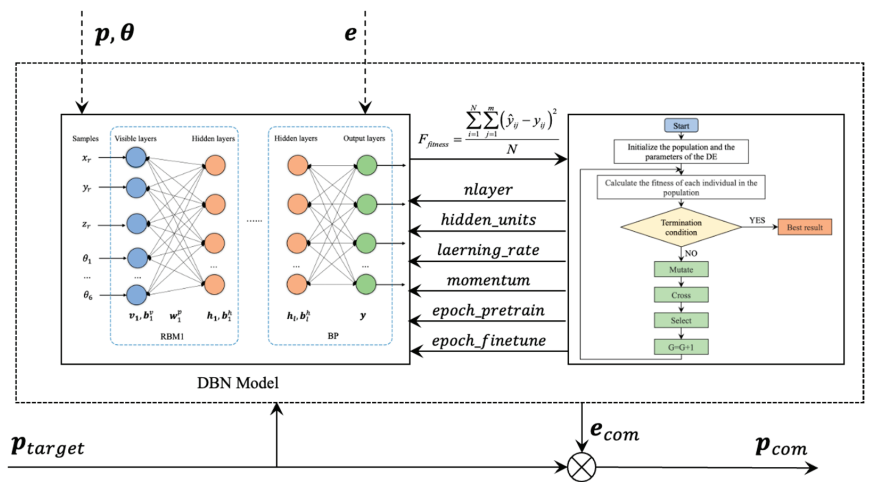 p, θ
e
Samples
Visible layers
Hidden layers
Hidden layers
Output layers
x_r
y_r
z_r
θ_1
...
θ_6
...
...
......
...
...
v_1, b_1^v
w_1^p
h_1, b_1^h
RBM1
h_l, b_l^h
y
BP
DBN Model
F_fitness = \frac{\sum_{i=1}^{N} \sum_{j=1}^{m} (ŷ_ij − y_ij)^2}{N}
nlayer
hidden_units
laerning_rate
momentum
epoch_pretrain
epoch_finetune
Start
Initialize the population and the
parameters of the DE
Calculate the fitness of each individual in the
population
Termination
condition
YES
Best result
NO
Mutate
Cross
Select
G=G+1
p_target
e_com
p_com